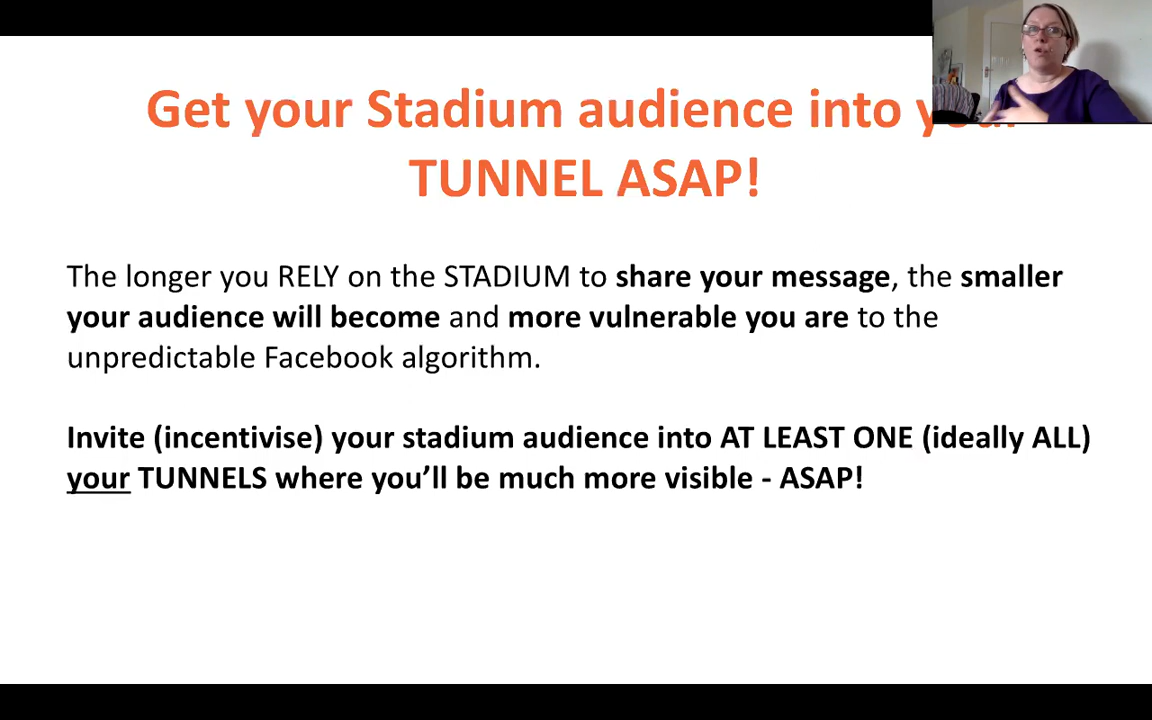 Get your Stadium audience into
TUNNEL ASAP!
The longer you RELY on the STADIUM to share your message, the smaller
your audience will become and more vulnerable you are to the
unpredictable Facebook algorithm.
Invite (incentivise) your stadium audience into AT LEAST ONE (ideally ALL)
your TUNNELS where you’ll be much more visible - ASAP!